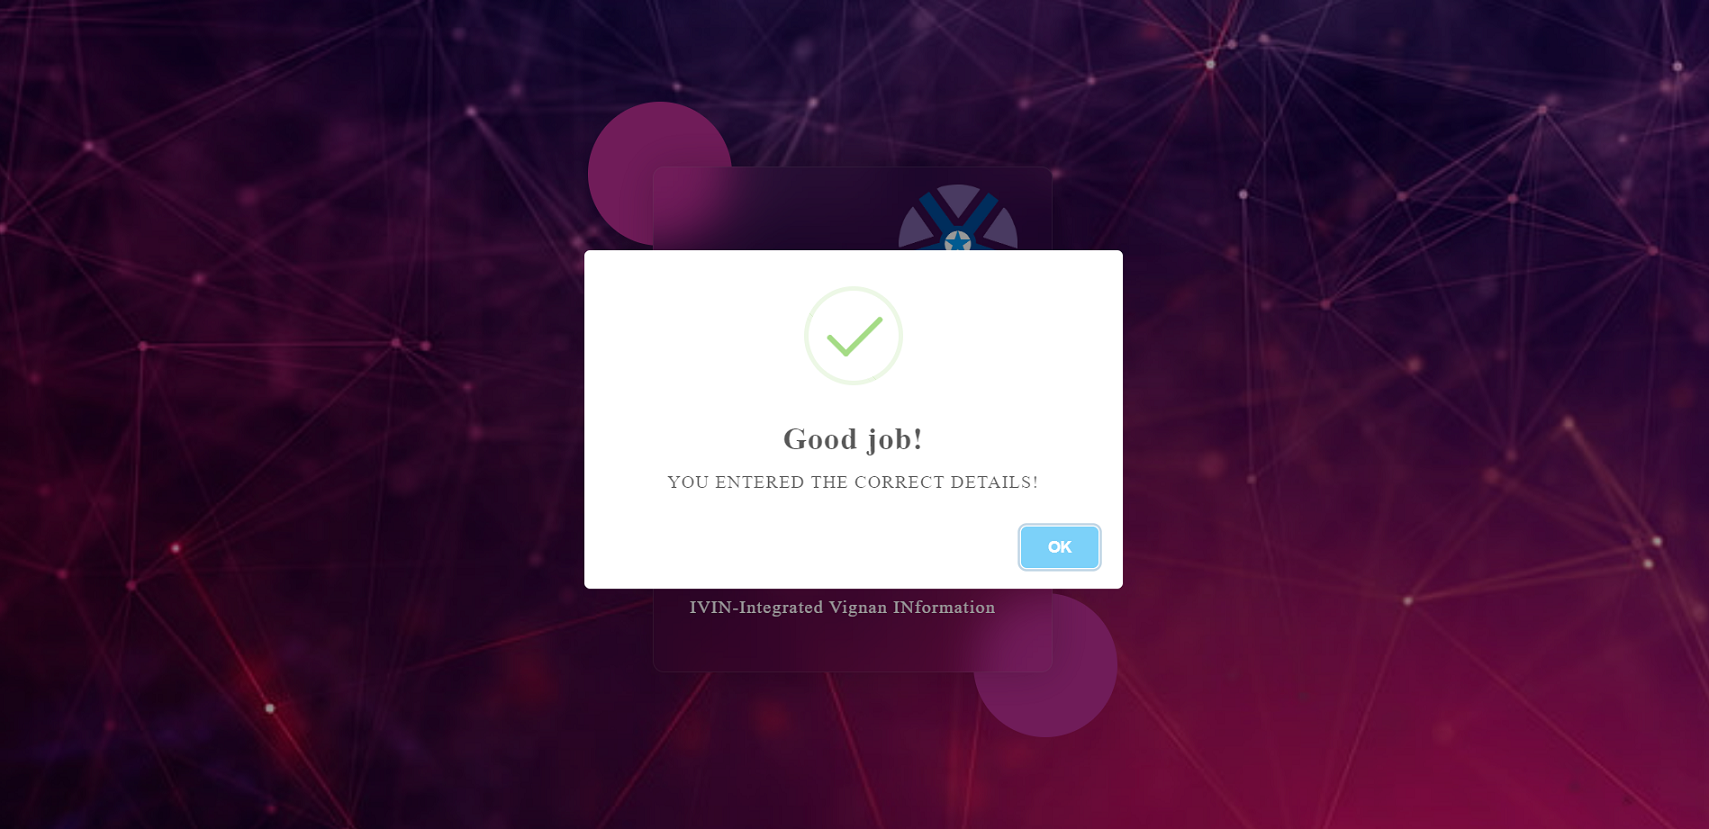 Good job!
YOU ENTERED THE CORRECT DETAILS!
OK
IVIN-Integrated Vignan INformation